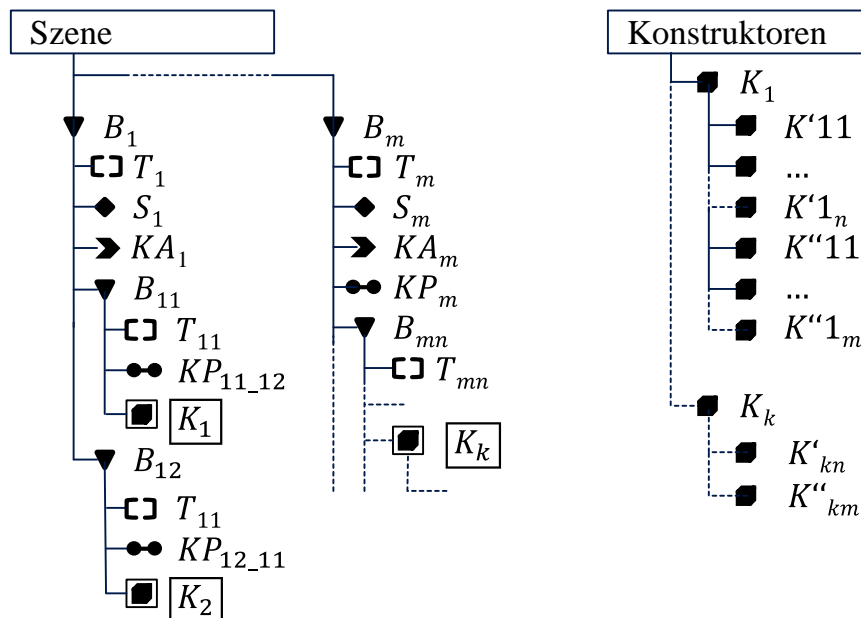 Szene
B₁
T₁
S₁
KA₁
B₁₁
T₁₁
KP₁₁_₁₂
K₁
B₁₂
T₁₁
KP₁₂_₁₁
K₂
Bₘ
Tₘ
Sₘ
KAₘ
KPₘ
Bₘₙ
Tₘₙ
Kₖ
Konstruktoren
K₁
K‘11
...
K‘1ₙ
K“11
...
K“1ₘ
Kₖ
K‘ₖₙ
K“ₖₘ